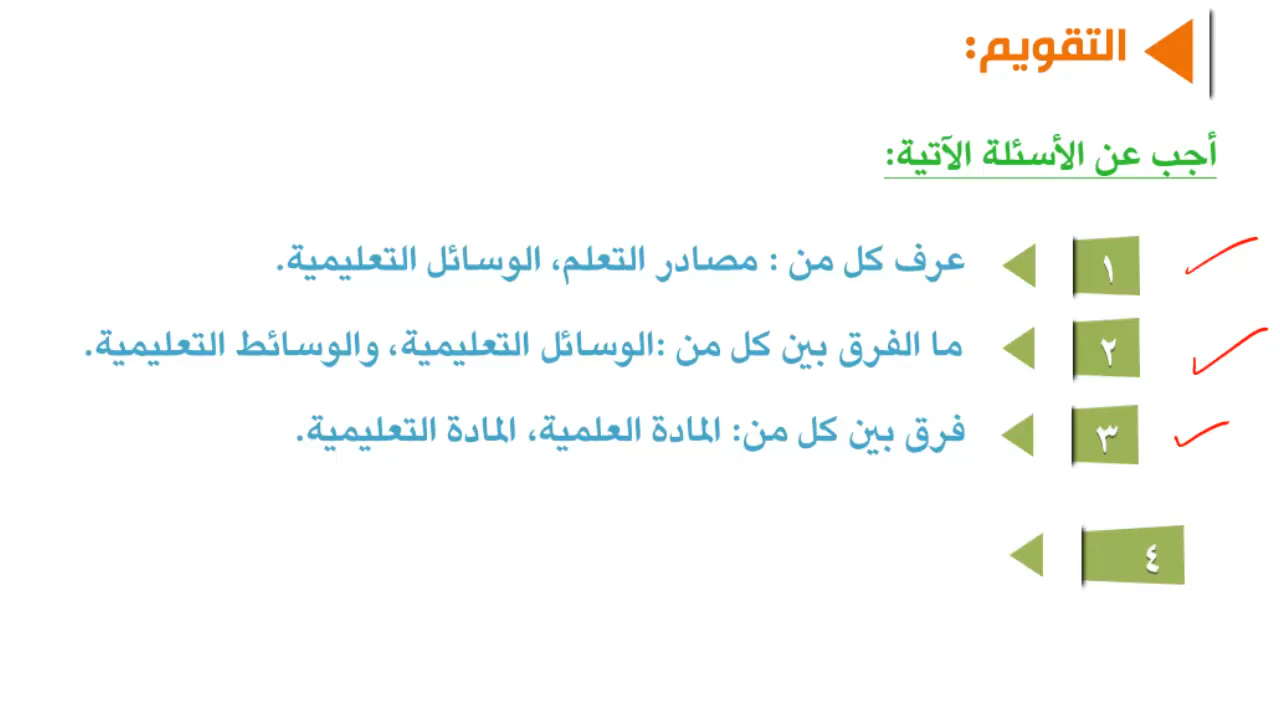 التقويم:
أجب عن الأسئلة الآتية:
١ عرف كل من : مصادر التعلم، الوسائل التعليمية.
٢ ما الفرق بين كل من :الوسائل التعليمية، والوسائط التعليمية.
٣ فرق بين كل من: المادة العلمية، المادة التعليمية.
٤